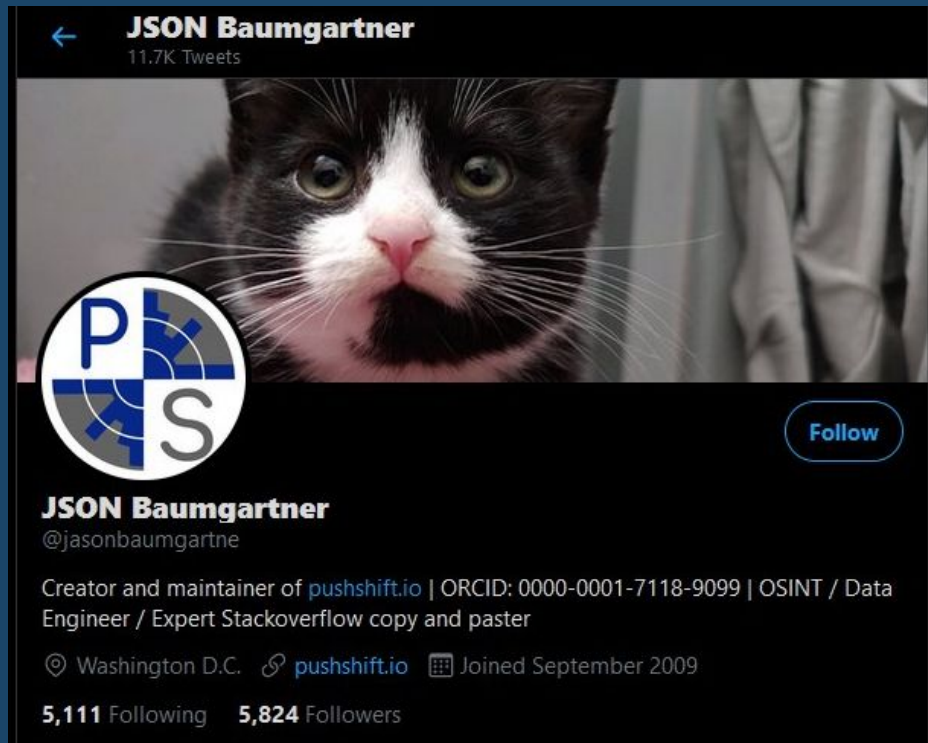 JSON Baumgartner
11.7K Tweets
P
S
Follow
JSON Baumgartner
@jasonbaumgartne
Creator and maintainer of pushshift.io | ORCID: 0000-0001-7118-9099 | OSINT / Data
Engineer / Expert Stackoverflow copy and paster
Washington D.C. pushshift.io Joined September 2009
5,111 Following 5,824 Followers